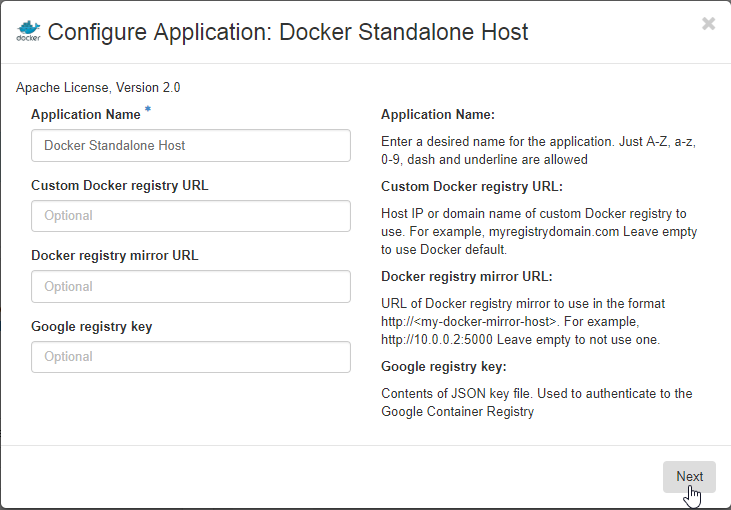 docker
Configure Application: Docker Standalone Host
×
Apache License, Version 2.0
Application Name *
Docker Standalone Host
Custom Docker registry URL
Optional
Docker registry mirror URL
Optional
Google registry key
Optional
Application Name:
Enter a desired name for the application. Just A-Z, a-z,
0-9, dash and underline are allowed
Custom Docker registry URL:
Host IP or domain name of custom Docker registry to
use. For example, myregistrydomain.com Leave empty
to use Docker default.
Docker registry mirror URL:
URL of Docker registry mirror to use in the format
http://<my-docker-mirror-host>. For example,
http://10.0.0.2:5000 Leave empty to not use one.
Google registry key:
Contents of JSON key file. Used to authenticate to the
Google Container Registry
Next